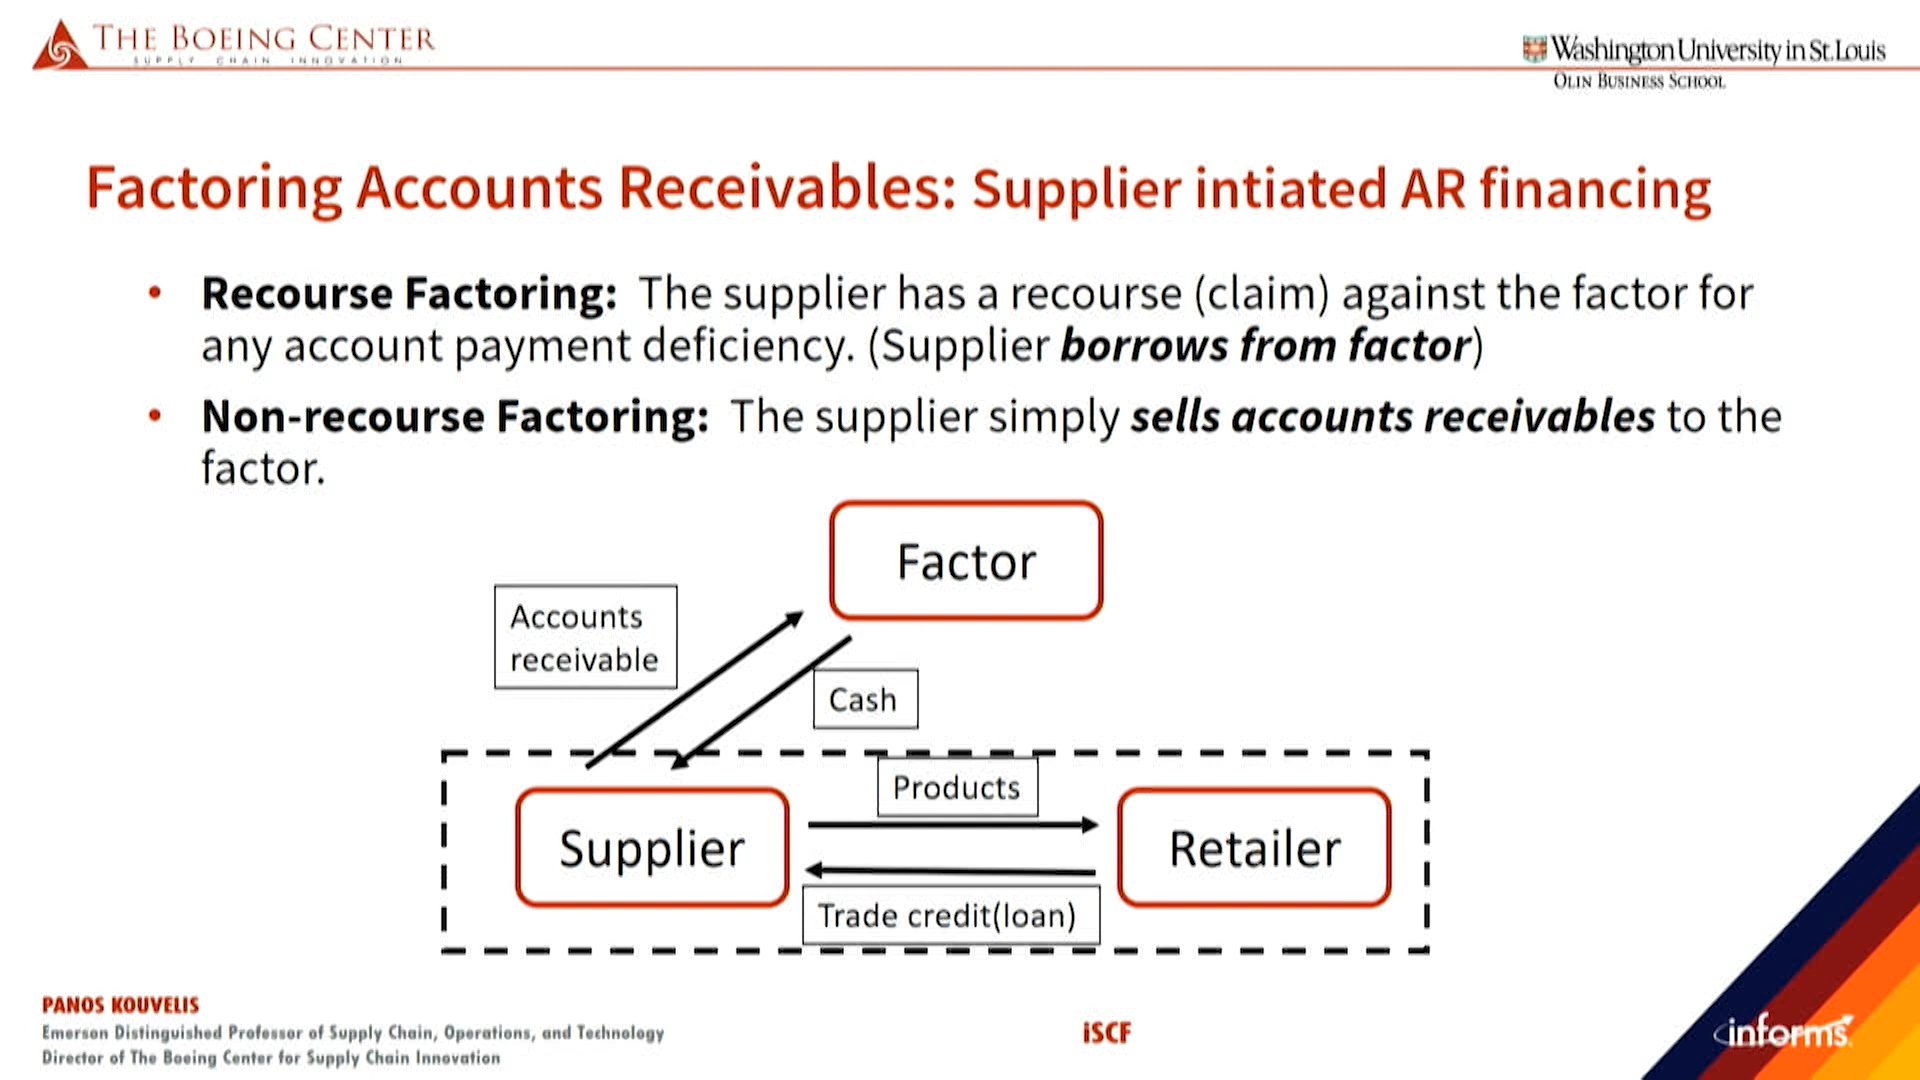 THE BOEING CENTER
SUPPLY CHAIN INNOVATION
Washington University in St.Louis
OLIN BUSINESS SCHOOL
Factoring Accounts Receivables: Supplier intiated AR financing
• Recourse Factoring: The supplier has a recourse (claim) against the factor for
any account payment deficiency. (Supplier borrows from factor)
• Non-recourse Factoring: The supplier simply sells accounts receivables to the
factor.
Factor
Accounts
receivable
Cash
Products
Supplier
Retailer
Trade credit(loan)
PANOS KOUVELIS
Emerson Distinguished Professor of Supply Chain, Operations, and Technology
Director of The Boeing Center for Supply Chain Innovation
iSCF
informs